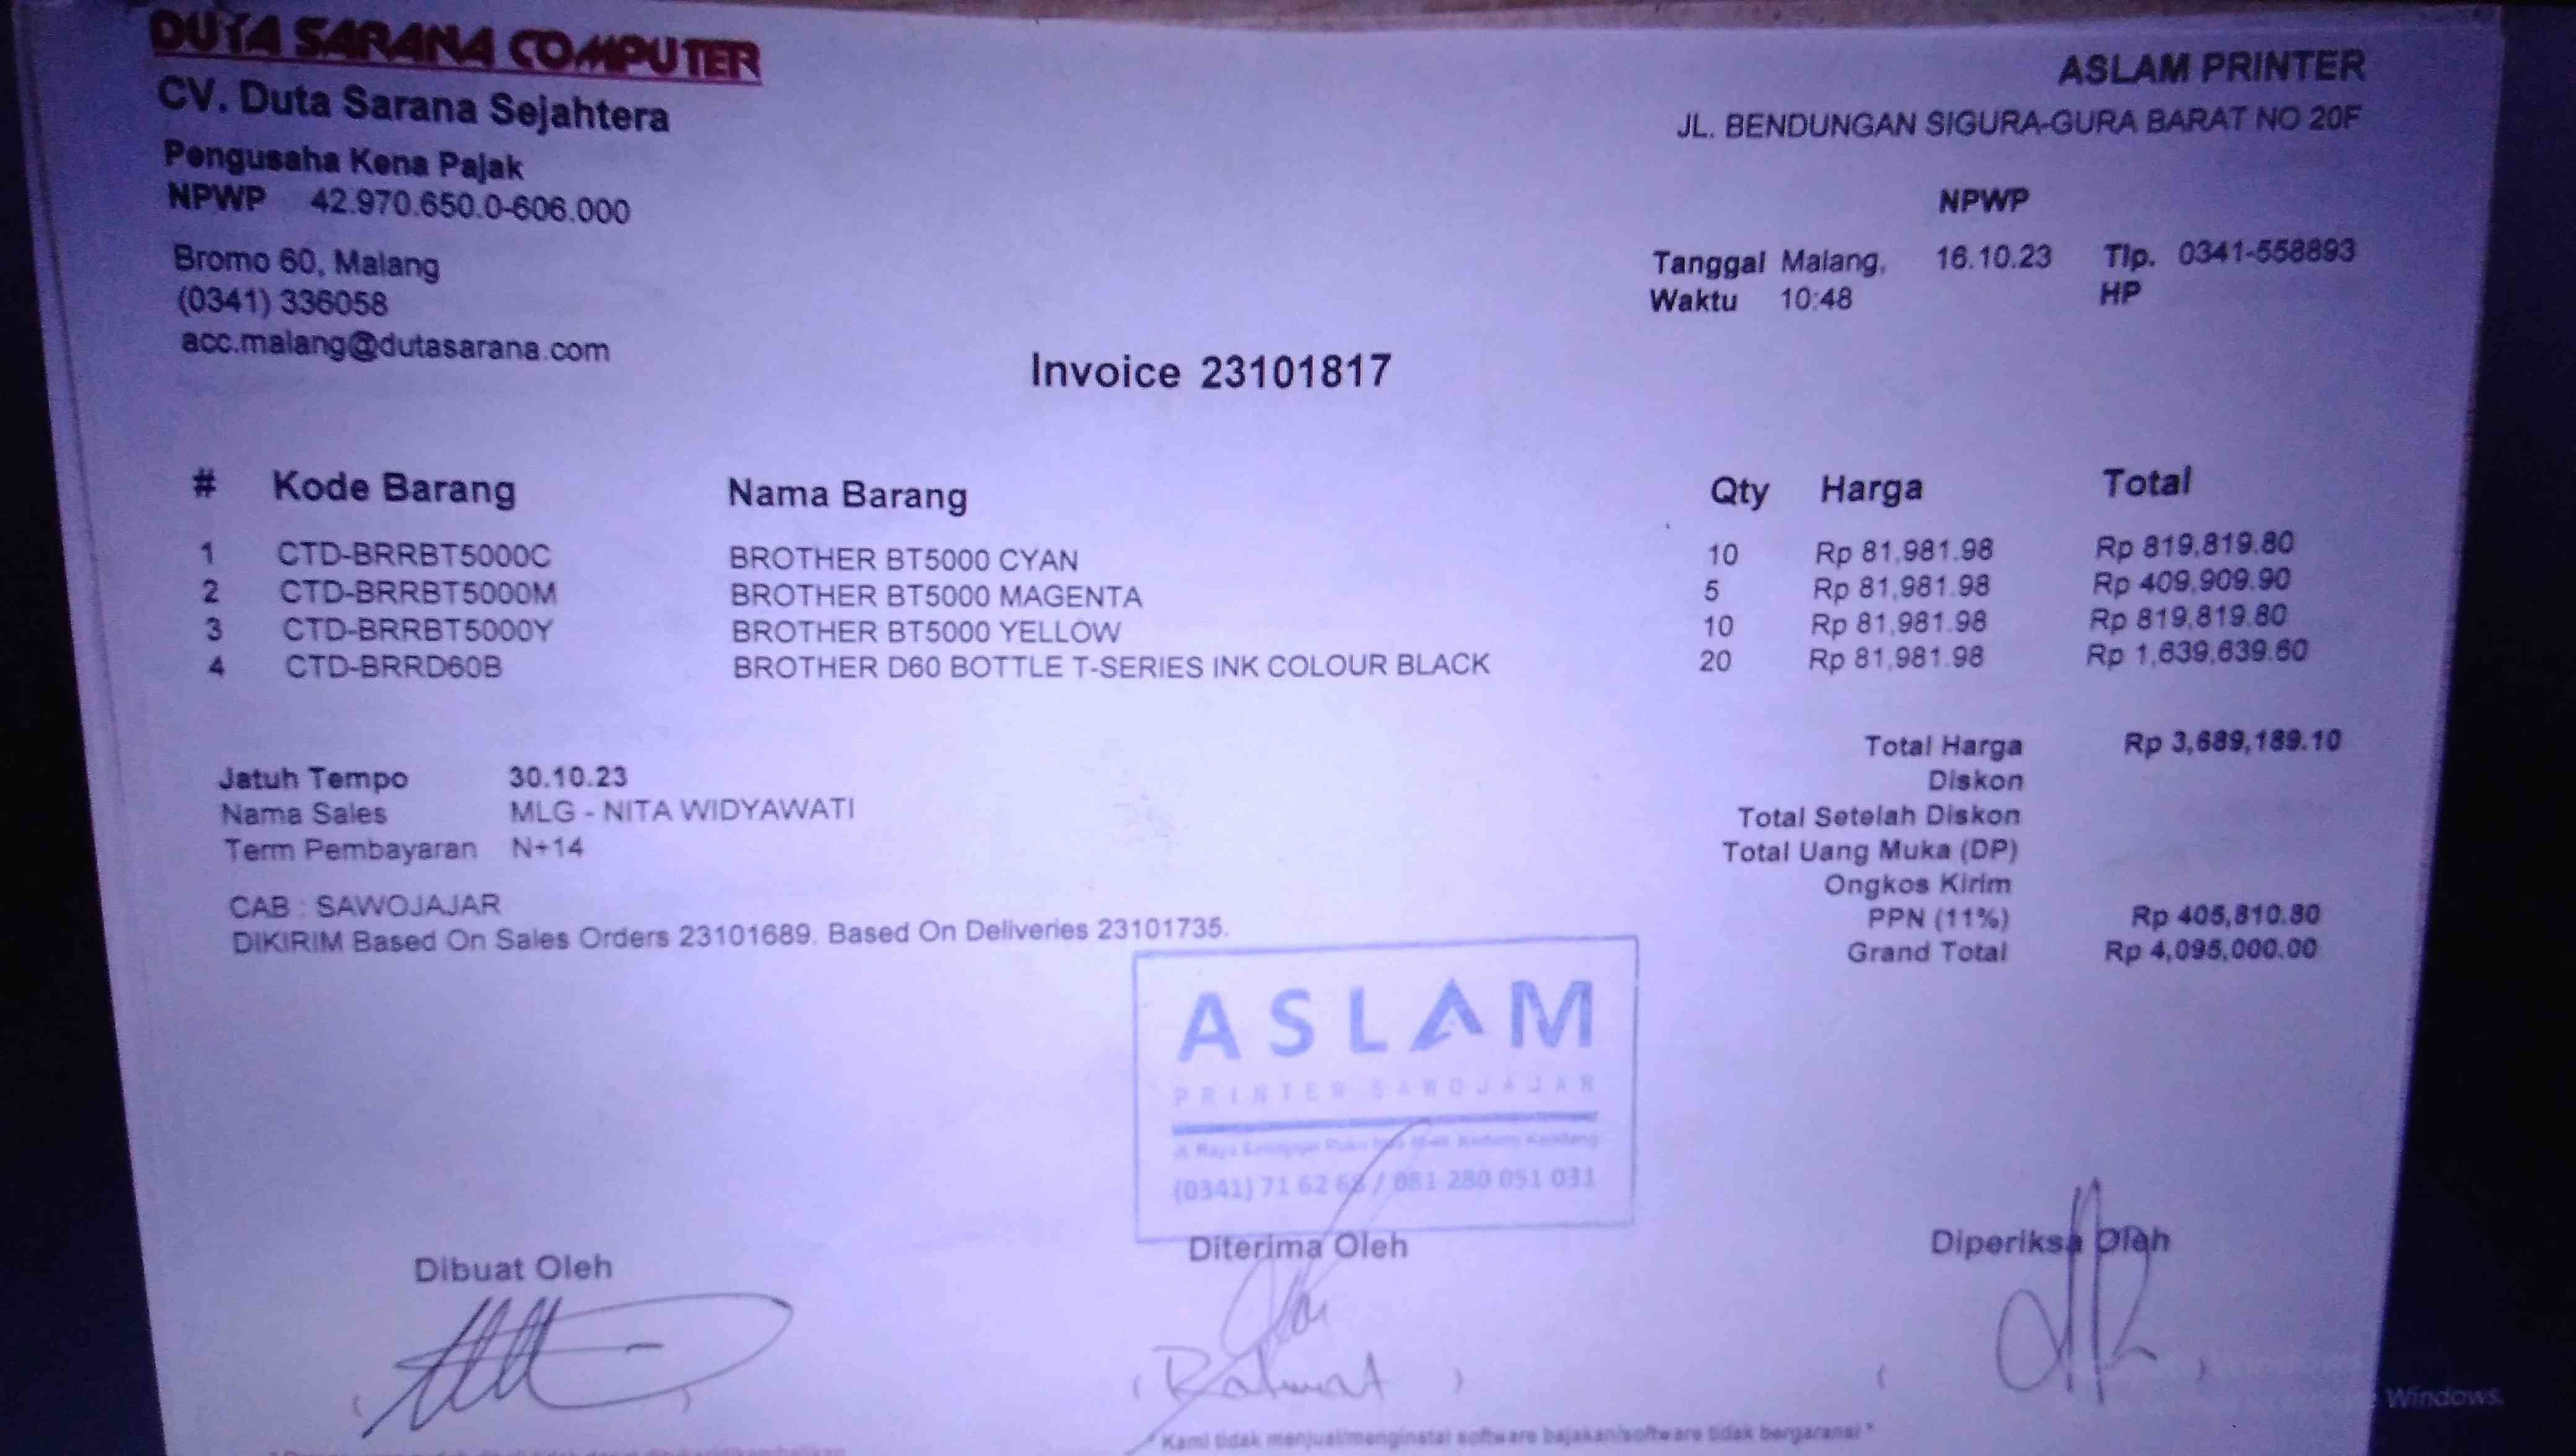 DUTA SARANA COMPUTER
CV. Duta Sarana Sejahtera
Pengusaha Kena Pajak
NPWP 42.970.650.0-606.000
Bromo 60, Malang
(0341) 336058
acc.malang@dutasarana.com
ASLAM PRINTER
JL. BENDUNGAN SIGURA-GURA BARAT NO 20F
NPWP
Tanggal Malang, 16.10.23 Tlp. 0341-558893
Waktu 10:48 HP
Invoice 23101817
# Kode Barang Nama Barang Qty Harga Total
1 CTD-BRRBT5000C BROTHER BT5000 CYAN 10 Rp 81,981.98 Rp 819,819.80
2 CTD-BRRBT5000M BROTHER BT5000 MAGENTA 5 Rp 81,981.98 Rp 409,909.90
3 CTD-BRRBT5000Y BROTHER BT5000 YELLOW 10 Rp 81,981.98 Rp 819,819.80
4 CTD-BRRD60B BROTHER D60 BOTTLE T-SERIES INK COLOUR BLACK 20 Rp 81,981.98 Rp 1,639,639.60
Total Harga Rp 3,689,189.10
Diskon
Total Setelah Diskon
Total Uang Muka (DP)
Ongkos Kirim
PPN (11%) Rp 405,810.80
Grand Total Rp 4,095,000.00
Jatuh Tempo 30.10.23
Nama Sales MLG - NITA WIDYAWATI
Term Pembayaran N+14
CAB : SAWOJAJAR
DIKIRIM Based On Sales Orders 23101689. Based On Deliveries 23101735.
ASLAM
PRINTER SAWOJAJAR
Jl. Raya Sawojajar Ruko
(0341) 71 62 / 081 280 051 031
Dibuat Oleh
Diterima Oleh
Diperiksa Oleh
Rahmat
* Kami tidak menjual/menginstal software bajakan/software tidak bergaransi *
Windows.